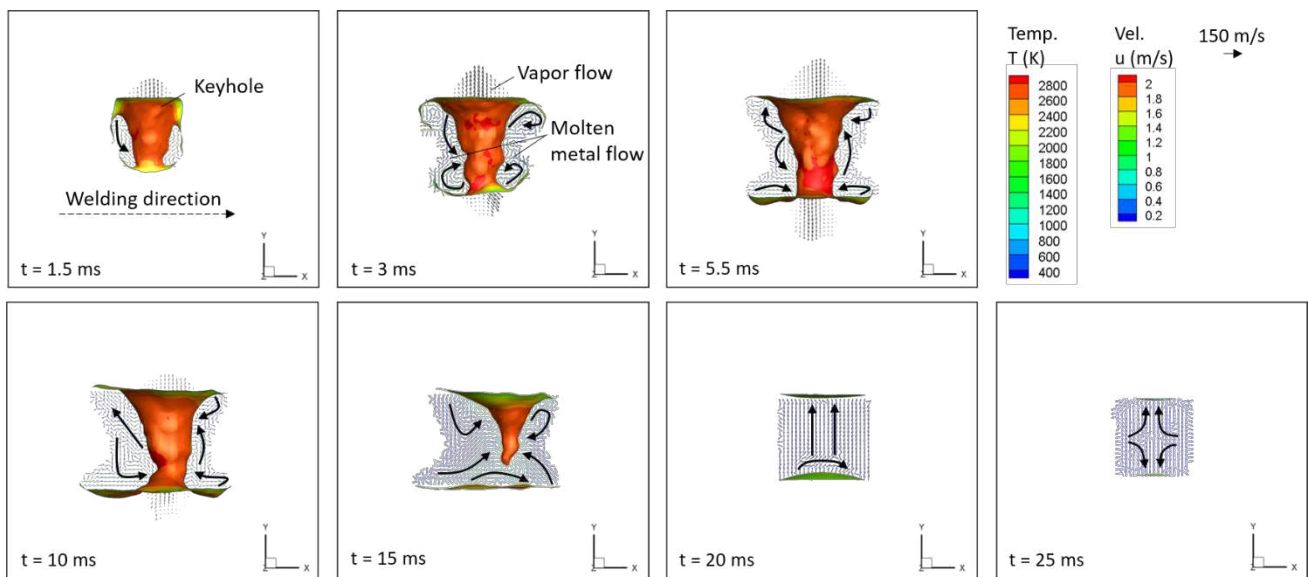 Keyhole
Welding direction
Y
Z
X
t = 1.5 ms
Vapor flow
Molten
metal flow
Y
Z
X
t = 3 ms
Y
Z
X
t = 5.5 ms
Temp.
T (K)
2800
2600
2400
2200
2000
1800
1600
1400
1200
1000
800
600
400
Vel.
u (m/s)
2
1.8
1.6
1.4
1.2
1
0.8
0.6
0.4
0.2
150 m/s
Y
Z
X
t = 10 ms
Y
Z
X
t = 15 ms
Y
Z
X
t = 20 ms
Y
Z
X
t = 25 ms